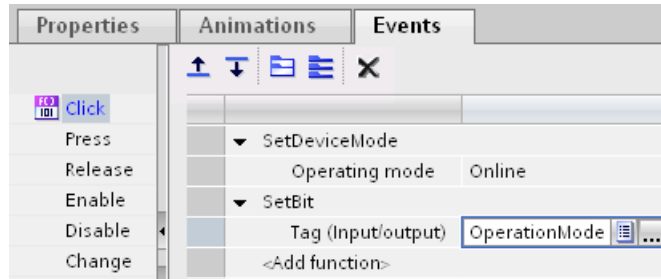 Properties
Animations
Events
Click
Press
Release
Enable
Disable
Change
SetDeviceMode
Operating mode Online
SetBit
Tag (Input/output) OperationMode ...
<Add function>